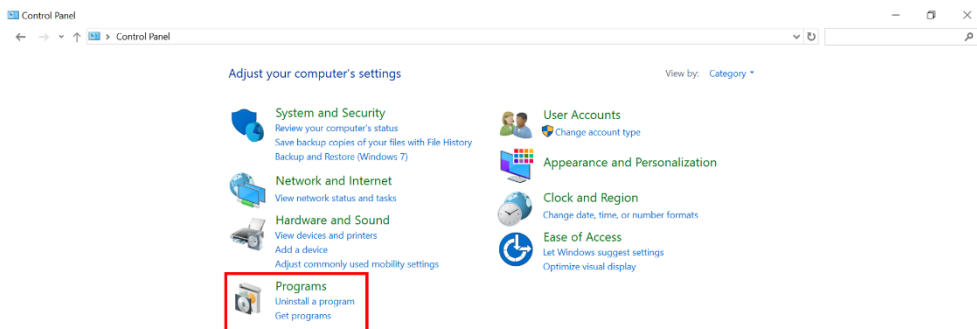 Control Panel
Control Panel
Adjust your computer's settings
View by: Category
System and Security
Review your computer's status
Save backup copies of your files with File History
Backup and Restore (Windows 7)
Network and Internet
View network status and tasks
Hardware and Sound
View devices and printers
Add a device
Adjust commonly used mobility settings
Programs
Uninstall a program
Get programs
User Accounts
Change account type
Appearance and Personalization
Clock and Region
Change date, time, or number formats
Ease of Access
Let Windows suggest settings
Optimize visual display